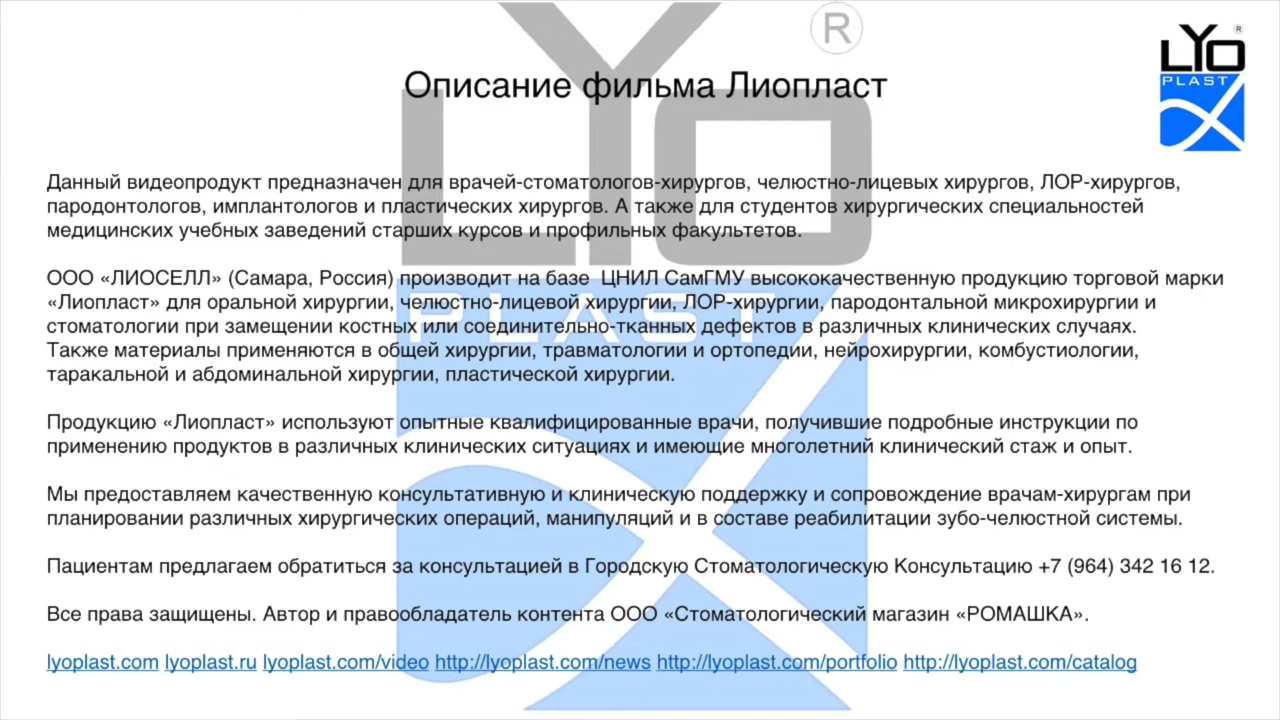 Описание фильма Лиопласт
LYO
PLAST
®
LYO
PLAST
®
Данный видеопродукт предназначен для врачей-стоматологов-хирургов, челюстно-лицевых хирургов, ЛОР-хирургов,
пародонтологов, имплантологов и пластических хирургов. А также для студентов хирургических специальностей
медицинских учебных заведений старших курсов и профильных факультетов.
ООО «ЛИОСЕЛЛ» (Самара, Россия) производит на базе  ЦНИЛ СамГМУ высококачественную продукцию торговой марки
«Лиопласт» для оральной хирургии, челюстно-лицевой хирургии, ЛОР-хирургии, пародонтальной микрохирургии и
стоматологии при замещении костных или соединительно-тканных дефектов в различных клинических случаях.
Также материалы применяются в общей хирургии, травматологии и ортопедии, нейрохирургии, комбустиологии,
таракальной и абдоминальной хирургии, пластической хирургии.
Продукцию «Лиопласт» используют опытные квалифицированные врачи, получившие подробные инструкции по
применению продуктов в различных клинических ситуациях и имеющие многолетний клинический стаж и опыт.
Мы предоставляем качественную консультативную и клиническую поддержку и сопровождение врачам-хирургам при
планировании различных хирургических операций, манипуляций и в составе реабилитации зубо-челюстной системы.
Пациентам предлагаем обратиться за консультацией в Городскую Стоматологическую Консультацию +7 (964) 342 16 12.
Все права защищены. Автор и правообладатель контента ООО «Стоматологический магазин «РОМАШКА».
lyoplast.com lyoplast.ru lyoplast.com/video http://lyoplast.com/news http://lyoplast.com/portfolio http://lyoplast.com/catalog